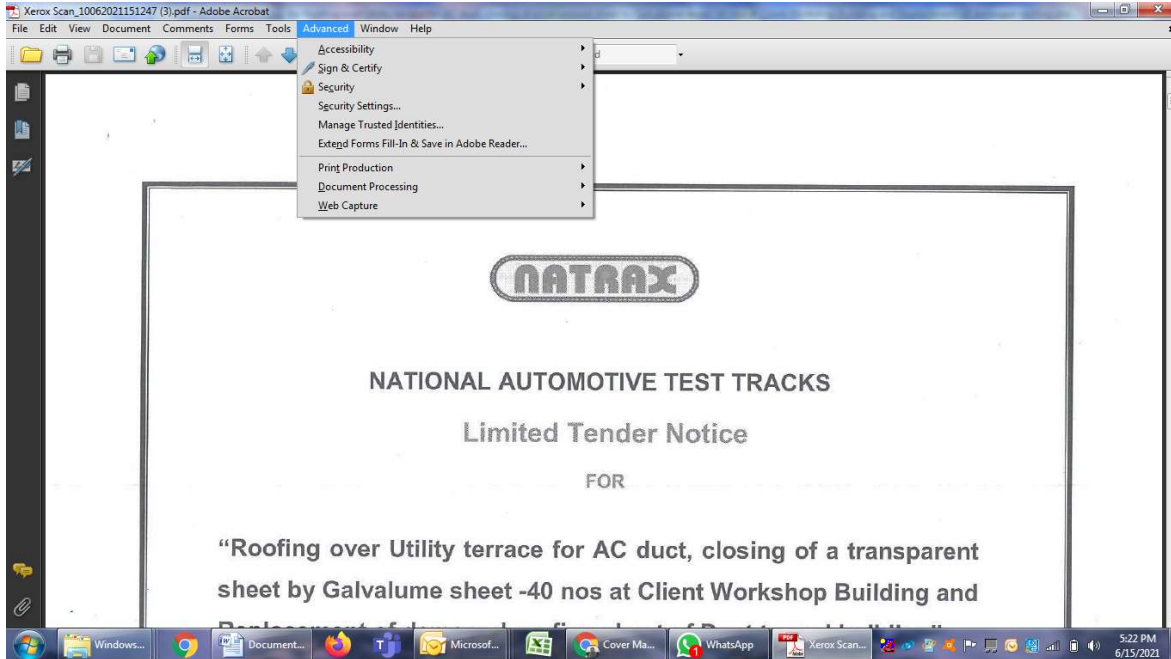 Xerox Scan_10062021151247 (3).pdf - Adobe Acrobat
File Edit View Document Comments Forms Tools Advanced Window Help
Accessibility
Sign & Certify
Security
Security Settings...
Manage Trusted Identities...
Extend Forms Fill-In & Save in Adobe Reader...
Print Production
Document Processing
Web Capture
NATRAX
NATIONAL AUTOMOTIVE TEST TRACKS
Limited Tender Notice
FOR
“Roofing over Utility terrace for AC duct, closing of a transparent
sheet by Galvalume sheet -40 nos at Client Workshop Building and
Windows... Document... Microsof... Cover Ma... WhatsApp Xerox Scan... 5:22 PM
6/15/2021